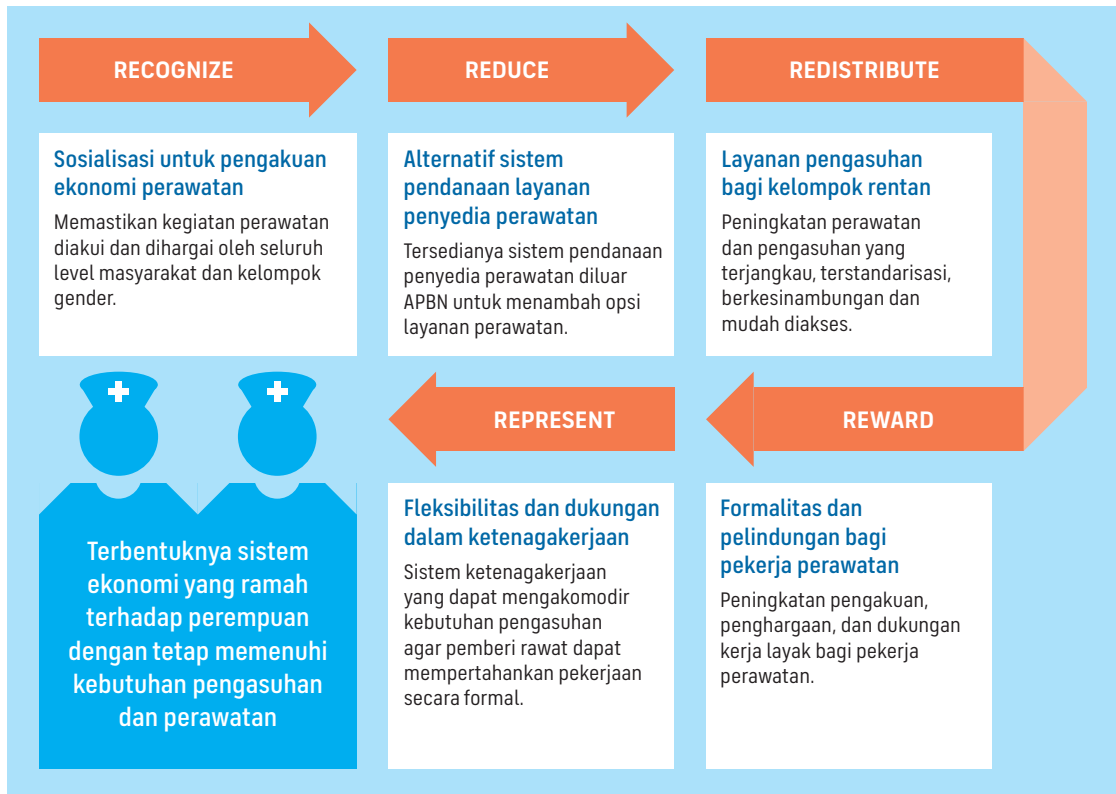 RECOGNIZE
Sosialisasi untuk pengakuan
ekonomi perawatan
Memastikan kegiatan perawatan
diakui dan dihargai oleh seluruh
level masyarakat dan kelompok
gender.
REDUCE
Alternatif sistem
pendanaan layanan
penyedia perawatan
Tersedianya sistem pendanaan
penyedia perawatan diluar
APBN untuk menambah opsi
layanan perawatan.
REDISTRIBUTE
Layanan pengasuhan
bagi kelompok rentan
Peningkatan perawatan
dan pengasuhan yang
terjangkau, terstandarisasi,
berkesinambungan dan
mudah diakses.
REWARD
Formalitas dan
pelindungan bagi
pekerja perawatan
Peningkatan pengakuan,
penghargaan, dan dukungan
kerja layak bagi pekerja
perawatan.
REPRESENT
Fleksibilitas dan dukungan
dalam ketenagakerjaan
Sistem ketenagakerjaan
yang dapat mengakomodir
kebutuhan pengasuhan
agar pemberi rawat dapat
mempertahankan pekerjaan
secara formal.
Terbentuknya sistem
ekonomi yang ramah
terhadap perempuan
dengan tetap memenuhi
kebutuhan pengasuhan
dan perawatan